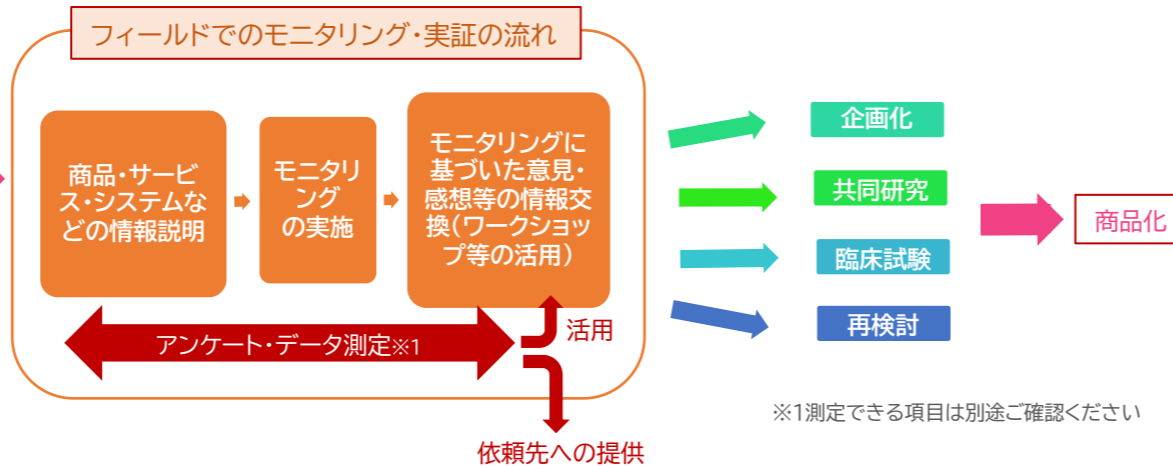 フィールドでのモニタリング・実証の流れ
商品・サービ
ス・システムな
どの情報説明
モニタリ
ング
の実施
モニタリングに
基づいた意見・
感想等の情報交
換(ワークショッ
プ等の活用)
アンケート・データ測定※1
活用
依頼先への提供
企画化
共同研究
臨床試験
再検討
商品化
※1測定できる項目は別途ご確認ください